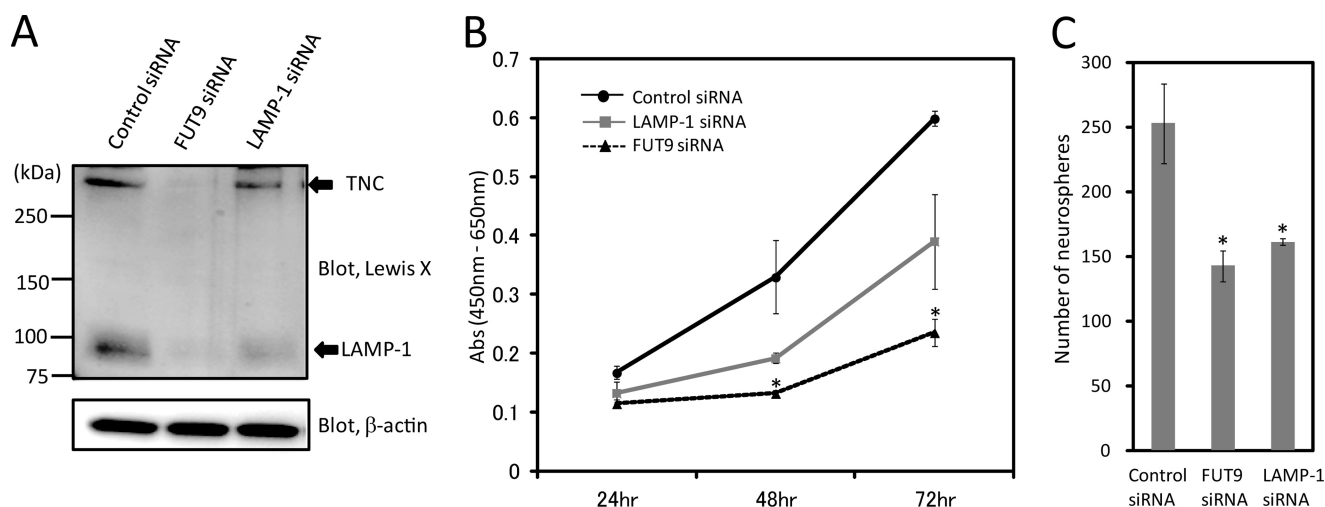 A
Control siRNA
FUT9 siRNA
LAMP-1 siRNA
(kDa)
TNC
250
Blot, Lewis X
150
100
LAMP-1
75
Blot, β-actin
B
Abs (450nm - 650nm)
0.7
0.6
0.5
0.4
0.3
0.2
0.1
0
Control siRNA
LAMP-1 siRNA
FUT9 siRNA
*
*
24hr
48hr
72hr
C
Number of neurospheres
300
250
200
150
100
50
0
*
*
Control
siRNA
FUT9
siRNA
LAMP-1
siRNA